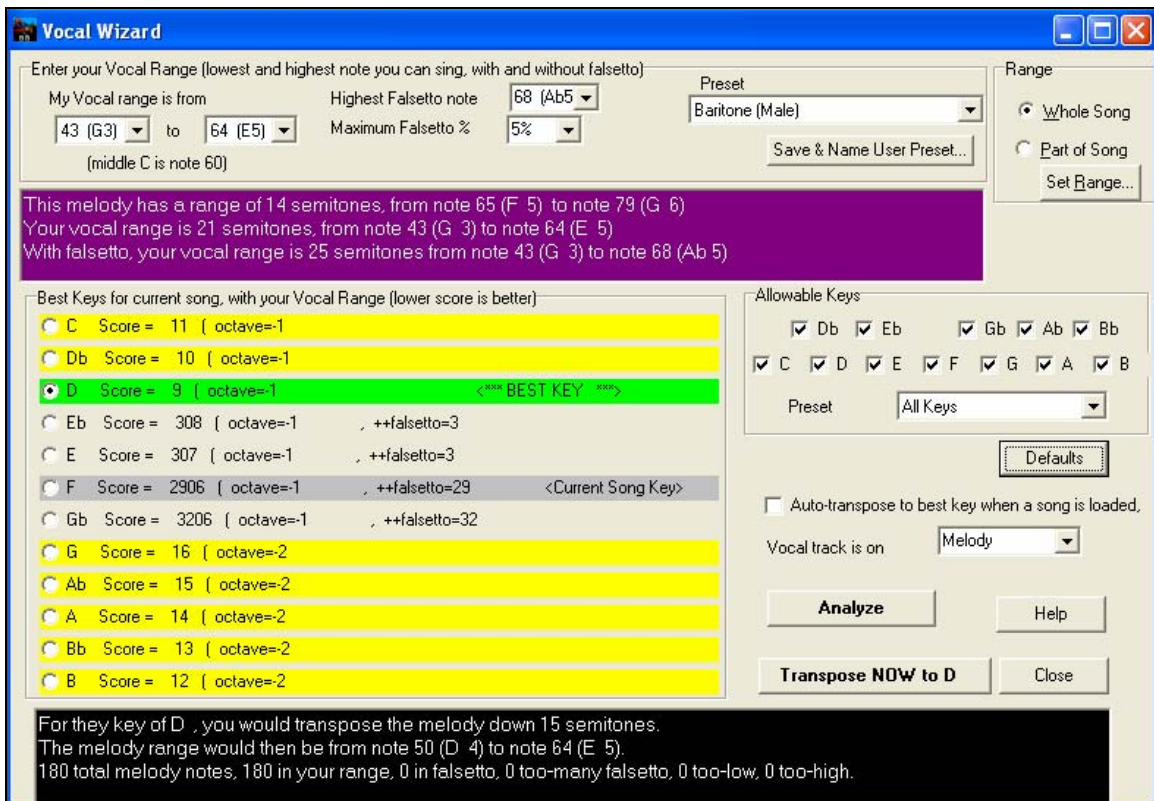 Vocal Wizard
Enter your Vocal Range (lowest and highest note you can sing, with and without falsetto)
My Vocal range is from
43 (G3) to 64 (E5)
(middle C is note 60)
Highest Falsetto note 68 (Ab5
Maximum Falsetto % 5%
Preset
Baritone (Male)
Save & Name User Preset...
Range
Whole Song
Part of Song
Set Range...
This melody has a range of 14 semitones, from note 65 (F 5) to note 79 (G 6)
Your vocal range is 21 semitones, from note 43 (G 3) to note 64 (E 5)
With falsetto, your vocal range is 25 semitones from note 43 (G 3) to note 68 (Ab 5)
Best Keys for current song, with your Vocal Range (lower score is better)
C Score = 11 ( octave=-1
Db Score = 10 ( octave=-1
D Score = 9 ( octave=-1 <*** BEST KEY ***>
Eb Score = 308 ( octave=-1 , ++falsetto=3
E Score = 307 ( octave=-1 , ++falsetto=3
F Score = 2906 ( octave=-1 , ++falsetto=29 <Current Song Key>
Gb Score = 3206 ( octave=-1 , ++falsetto=32
G Score = 16 ( octave=-2
Ab Score = 15 ( octave=-2
A Score = 14 ( octave=-2
Bb Score = 13 ( octave=-2
B Score = 12 ( octave=-2
Allowable Keys
Db Eb Gb Ab Bb
C D E F G A B
Preset All Keys
Defaults
Auto-transpose to best key when a song is loaded,
Vocal track is on Melody
Analyze Help
Transpose NOW to D Close
For they key of D , you would transpose the melody down 15 semitones.
The melody range would then be from note 50 (D 4) to note 64 (E 5).
180 total melody notes, 180 in your range, 0 in falsetto, 0 too-many falsetto, 0 too-low, 0 too-high.